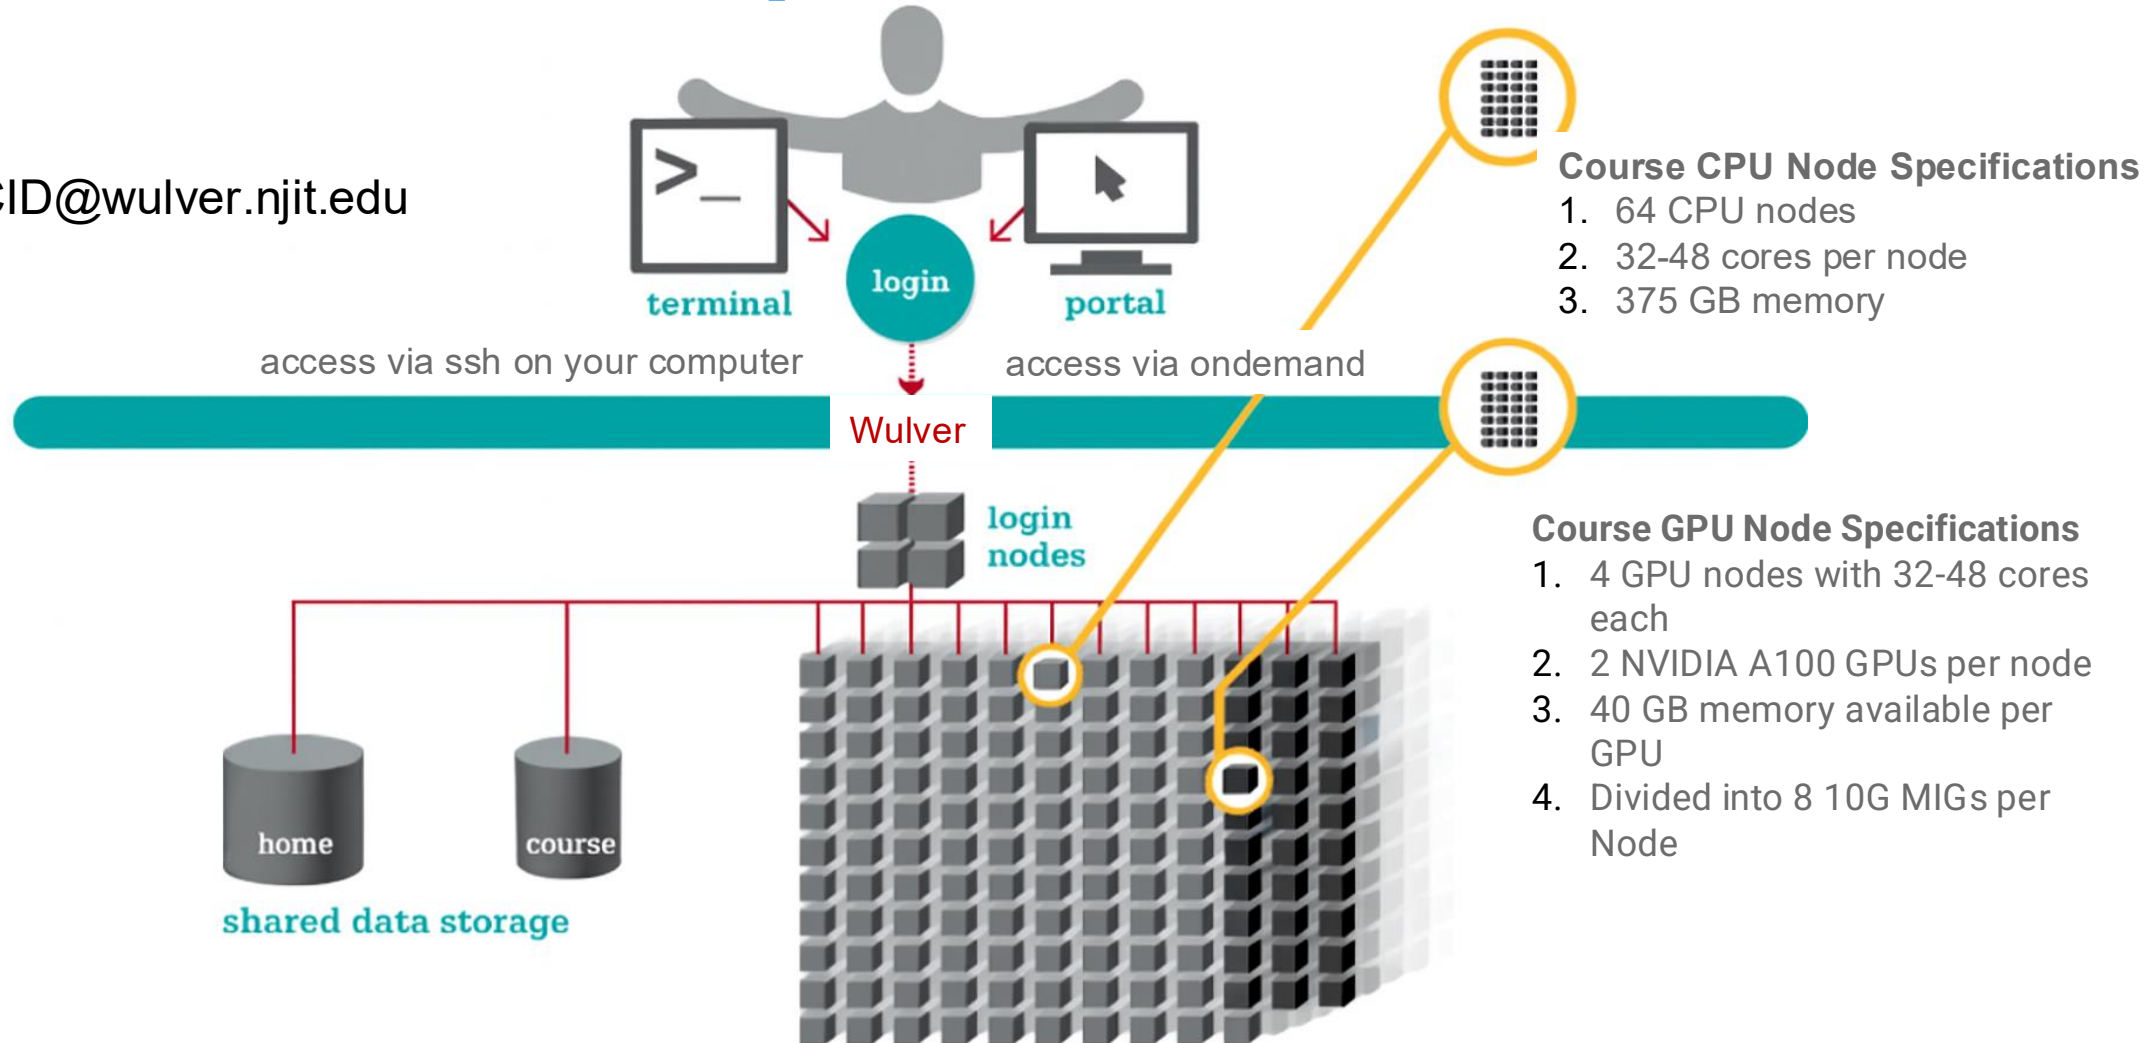 CID@wulver.njit.edu
>_
terminal
login
portal
access via ssh on your computer
access via ondemand
Wulver
login
nodes
home
course
shared data storage
Course CPU Node Specifications
1. 64 CPU nodes
2. 32-48 cores per node
3. 375 GB memory
Course GPU Node Specifications
1. 4 GPU nodes with 32-48 cores
each
2. 2 NVIDIA A100 GPUs per node
3. 40 GB memory available per
GPU
4. Divided into 8 10G MIGs per
Node